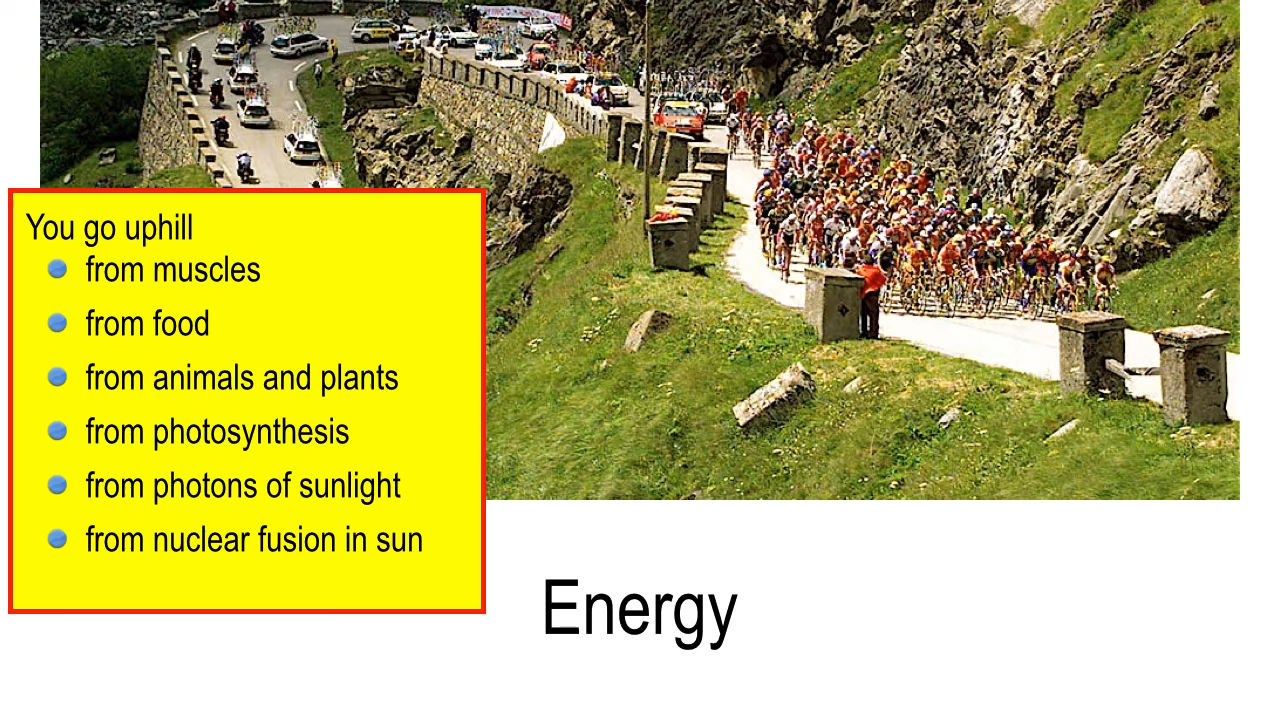 You go uphill
from muscles
from food
from animals and plants
from photosynthesis
from photons of sunlight
from nuclear fusion in sun
Energy